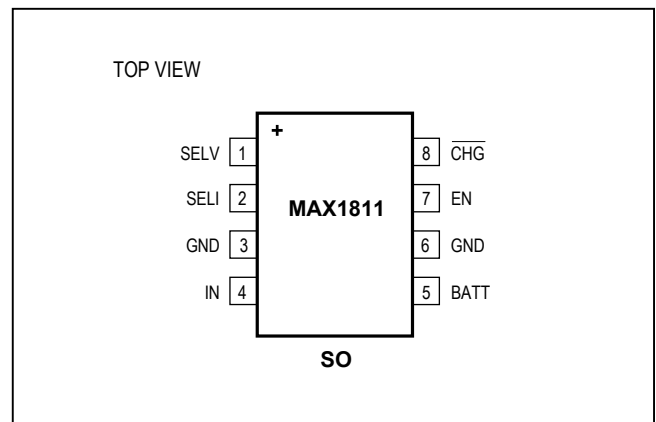 TOP VIEW
+
SELV 1 8 C̅H̅G̅
SELI 2 MAX1811 7 EN
GND 3 6 GND
IN 4 5 BATT
SO